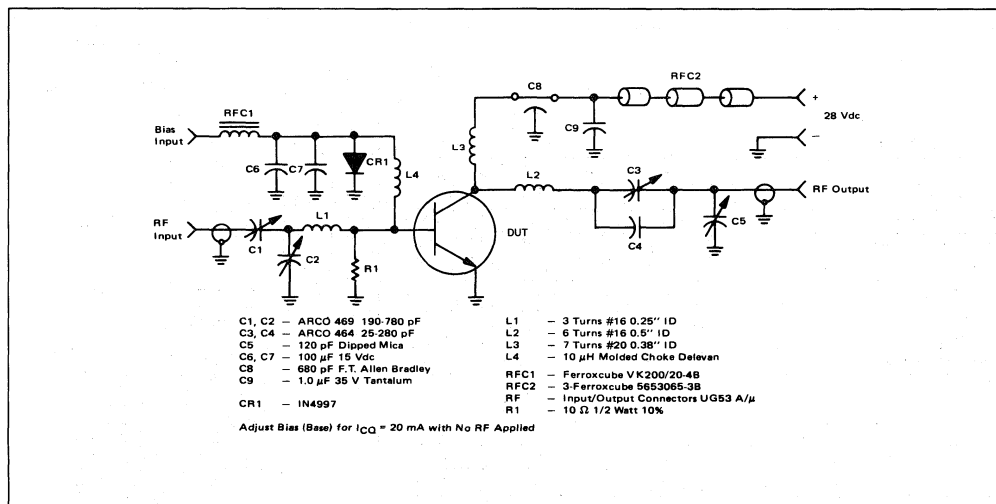 C8
RFC2
+
28 Vdc
−
C9
RFC1
Bias
Input
C6
C7
CR1
L4
L3
L2
C3
C4
RF Output
C5
RF
Input
C1
L1
C2
R1
DUT
C1, C2 — ARCO 469 190-780 pF
C3, C4 — ARCO 464 25-280 pF
C5 — 120 pF Dipped Mica
C6, C7 — 100 μF 15 Vdc
C8 — 680 pF F.T. Allen Bradley
C9 — 1.0 μF 35 V Tantalum
CR1 — IN4997
L1 — 3 Turns #16 0.25'' ID
L2 — 6 Turns #16 0.5'' ID
L3 — 7 Turns #20 0.38'' ID
L4 — 10 μH Molded Choke Delevan
RFC1 — Ferroxcube VK200/20-4B
RFC2 — 3-Ferroxcube 5653065-3B
RF — Input/Output Connectors UG53 A/μ
R1 — 10 Ω 1/2 Watt 10%
Adjust Bias (Base) for ICQ = 20 mA with No RF Applied